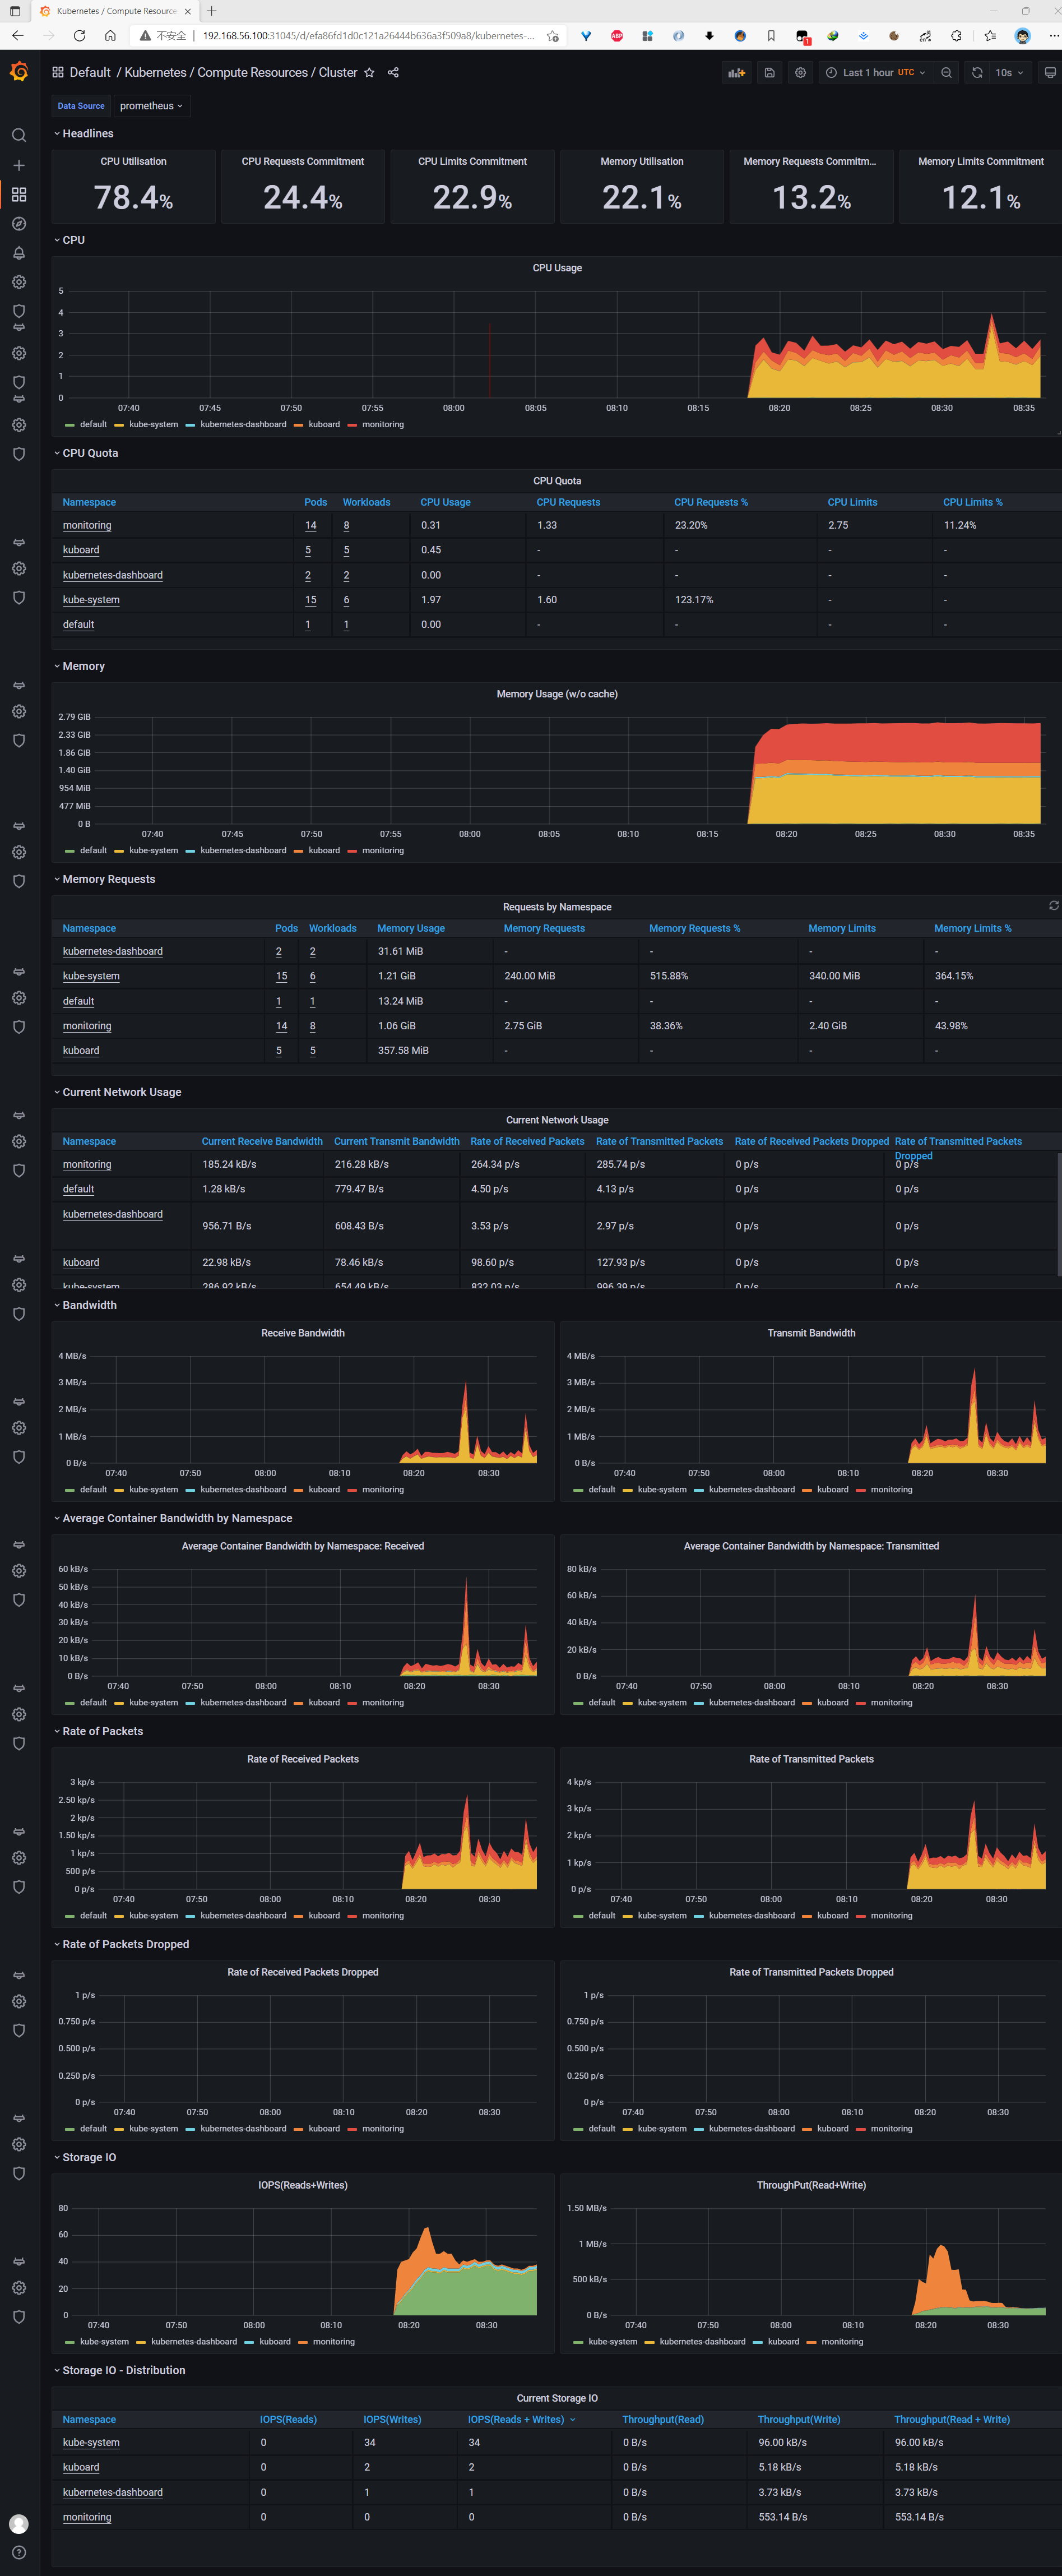 Kubernetes / Compute Resource
不安全 192.168.56.100:31045/d/efa86fd1d0c121a26444b636a3f509a8/kubernetes-...
Default / Kubernetes / Compute Resources / Cluster Last 1 hour UTC 10s
Data Source prometheus
Headlines
CPU Utilisation CPU Requests Commitment CPU Limits Commitment Memory Utilisation Memory Requests Commitm... Memory Limits Commitment
78.4% 24.4% 22.9% 22.1% 13.2% 12.1%
CPU
CPU Usage
5
4
3
2
1
0
07:40 07:45 07:50 07:55 08:00 08:05 08:10 08:15 08:20 08:25 08:30 08:35
default kube-system kubernetes-dashboard kuboard monitoring
CPU Quota
CPU Quota
Namespace Pods Workloads CPU Usage CPU Requests CPU Requests % CPU Limits CPU Limits %
monitoring 14 8 0.31 1.33 23.20% 2.75 11.24%
kuboard 5 5 0.45 - - - -
kubernetes-dashboard 2 2 0.00 - - - -
kube-system 15 6 1.97 1.60 123.17% - -
default 1 1 0.00 - - - -
Memory
Memory Usage (w/o cache)
2.79 GiB
2.33 GiB
1.86 GiB
1.40 GiB
954 MiB
477 MiB
0 B
07:40 07:45 07:50 07:55 08:00 08:05 08:10 08:15 08:20 08:25 08:30 08:35
default kube-system kubernetes-dashboard kuboard monitoring
Memory Requests
Requests by Namespace
Namespace Pods Workloads Memory Usage Memory Requests Memory Requests % Memory Limits Memory Limits %
kubernetes-dashboard 2 2 31.61 MiB - - - -
kube-system 15 6 1.21 GiB 240.00 MiB 515.88% 340.00 MiB 364.15%
default 1 1 13.24 MiB - - - -
monitoring 14 8 1.06 GiB 2.75 GiB 38.36% 2.40 GiB 43.98%
kuboard 5 5 357.58 MiB - - - -
Current Network Usage
Current Network Usage
Namespace Current Receive Bandwidth Current Transmit Bandwidth Rate of Received Packets Rate of Transmitted Packets Rate of Received Packets Dropped Rate of Transmitted Packets Dropped
monitoring 185.24 kB/s 216.28 kB/s 264.34 p/s 285.74 p/s 0 p/s 0 p/s
default 1.28 kB/s 779.47 B/s 4.50 p/s 4.13 p/s 0 p/s 0 p/s
kubernetes-dashboard 956.71 B/s 608.43 B/s 3.53 p/s 2.97 p/s 0 p/s 0 p/s
kuboard 22.98 kB/s 78.46 kB/s 98.60 p/s 127.93 p/s 0 p/s 0 p/s
kube-system 286.92 kB/s 654.49 kB/s 832.03 p/s 996.39 p/s 0 p/s 0 p/s
Bandwidth
Receive Bandwidth
4 MB/s
3 MB/s
2 MB/s
1 MB/s
0 B/s
07:40 07:50 08:00 08:10 08:20 08:30
default kube-system kubernetes-dashboard kuboard monitoring
Transmit Bandwidth
4 MB/s
3 MB/s
2 MB/s
1 MB/s
0 B/s
07:40 07:50 08:00 08:10 08:20 08:30
default kube-system kubernetes-dashboard kuboard monitoring
Average Container Bandwidth by Namespace
Average Container Bandwidth by Namespace: Received
60 kB/s
50 kB/s
40 kB/s
30 kB/s
20 kB/s
10 kB/s
0 B/s
07:40 07:50 08:00 08:10 08:20 08:30
default kube-system kubernetes-dashboard kuboard monitoring
Average Container Bandwidth by Namespace: Transmitted
80 kB/s
60 kB/s
40 kB/s
20 kB/s
0 B/s
07:40 07:50 08:00 08:10 08:20 08:30
default kube-system kubernetes-dashboard kuboard monitoring
Rate of Packets
Rate of Received Packets
3 kp/s
2.50 kp/s
2 kp/s
1.50 kp/s
1 kp/s
500 p/s
0 p/s
07:40 07:50 08:00 08:10 08:20 08:30
default kube-system kubernetes-dashboard kuboard monitoring
Rate of Transmitted Packets
4 kp/s
3 kp/s
2 kp/s
1 kp/s
0 p/s
07:40 07:50 08:00 08:10 08:20 08:30
default kube-system kubernetes-dashboard kuboard monitoring
Rate of Packets Dropped
Rate of Received Packets Dropped
1 p/s
0.750 p/s
0.500 p/s
0.250 p/s
0 p/s
07:40 07:50 08:00 08:10 08:20 08:30
default kube-system kubernetes-dashboard kuboard monitoring
Rate of Transmitted Packets Dropped
1 p/s
0.750 p/s
0.500 p/s
0.250 p/s
0 p/s
07:40 07:50 08:00 08:10 08:20 08:30
default kube-system kubernetes-dashboard kuboard monitoring
Storage IO
IOPS(Reads+Writes)
80
60
40
20
0
07:40 07:50 08:00 08:10 08:20 08:30
kube-system kubernetes-dashboard kuboard monitoring
ThroughPut(Read+Write)
1.50 MB/s
1 MB/s
500 kB/s
0 B/s
07:40 07:50 08:00 08:10 08:20 08:30
kube-system kubernetes-dashboard kuboard monitoring
Storage IO - Distribution
Current Storage IO
Namespace IOPS(Reads) IOPS(Writes) IOPS(Reads + Writes) Throughput(Read) Throughput(Write) Throughput(Read + Write)
kube-system 0 34 34 0 B/s 96.00 kB/s 96.00 kB/s
kuboard 0 2 2 0 B/s 5.18 kB/s 5.18 kB/s
kubernetes-dashboard 0 1 1 0 B/s 3.73 kB/s 3.73 kB/s
monitoring 0 0 0 0 B/s 553.14 B/s 553.14 B/s